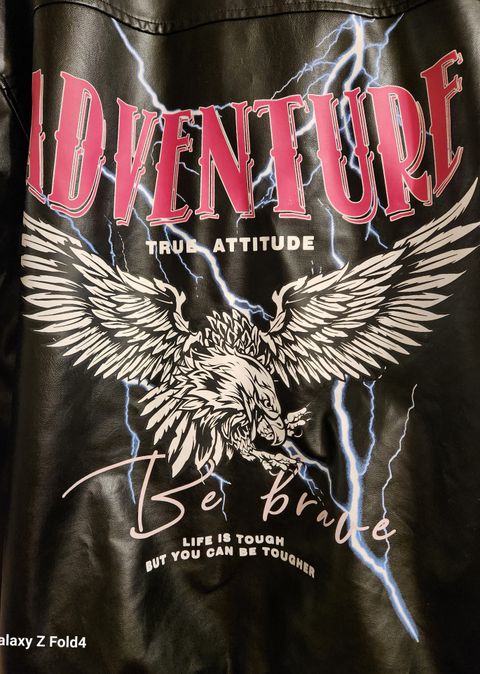 ADVENTURE
TRUE ATTITUDE
Be brave
LIFE IS TOUGH
BUT YOU CAN BE TOUGHER
alaxy Z Fold4